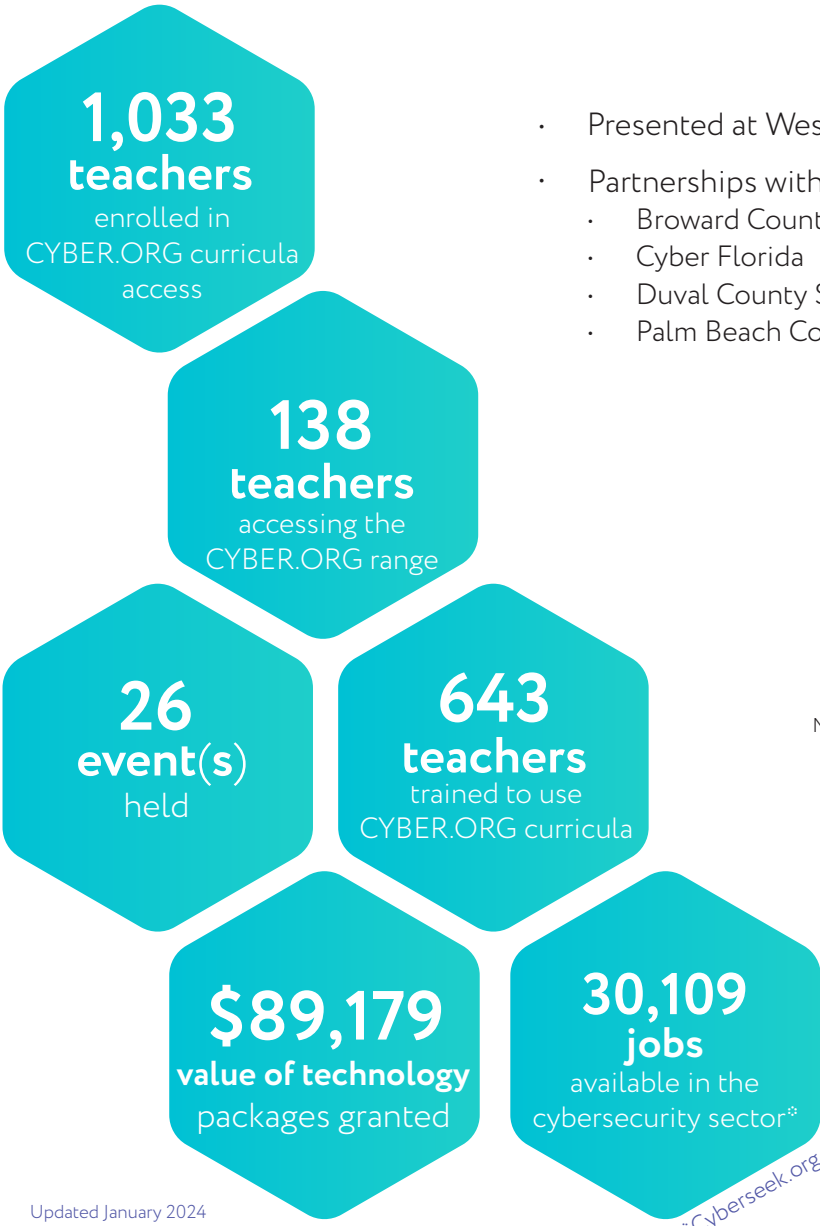 1,033
teachers
enrolled in
CYBER.ORG curricula
access
· Presented at Wes
· Partnerships with
· Broward Count
· Cyber Florida
· Duval County S
· Palm Beach Co
138
teachers
accessing the
CYBER.ORG range
26
event(s)
held
643
teachers
trained to use
CYBER.ORG curricula
N
$89,179
value of technology
packages granted
30,109
jobs
available in the
cybersecurity sector*
*Cyberseek.org
Updated January 2024